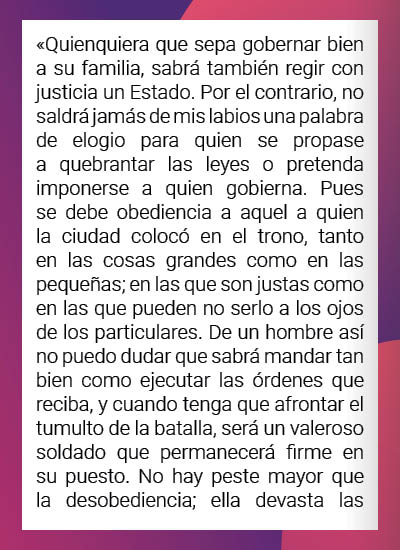 «Quienquiera que sepa gobernar bien
a su familia, sabrá también regir con
justicia un Estado. Por el contrario, no
saldrá jamás de mis labios una palabra
de elogio para quien se propase
a quebrantar las leyes o pretenda
imponerse a quien gobierna. Pues
se debe obediencia a aquel a quien
la ciudad colocó en el trono, tanto
en las cosas grandes como en las
pequeñas; en las que son justas como
en las que pueden no serlo a los ojos
de los particulares. De un hombre así
no puedo dudar que sabrá mandar tan
bien como ejecutar las órdenes que
reciba, y cuando tenga que afrontar el
tumulto de la batalla, será un valeroso
soldado que permanecerá firme en
su puesto. No hay peste mayor que
la desobediencia; ella devasta las